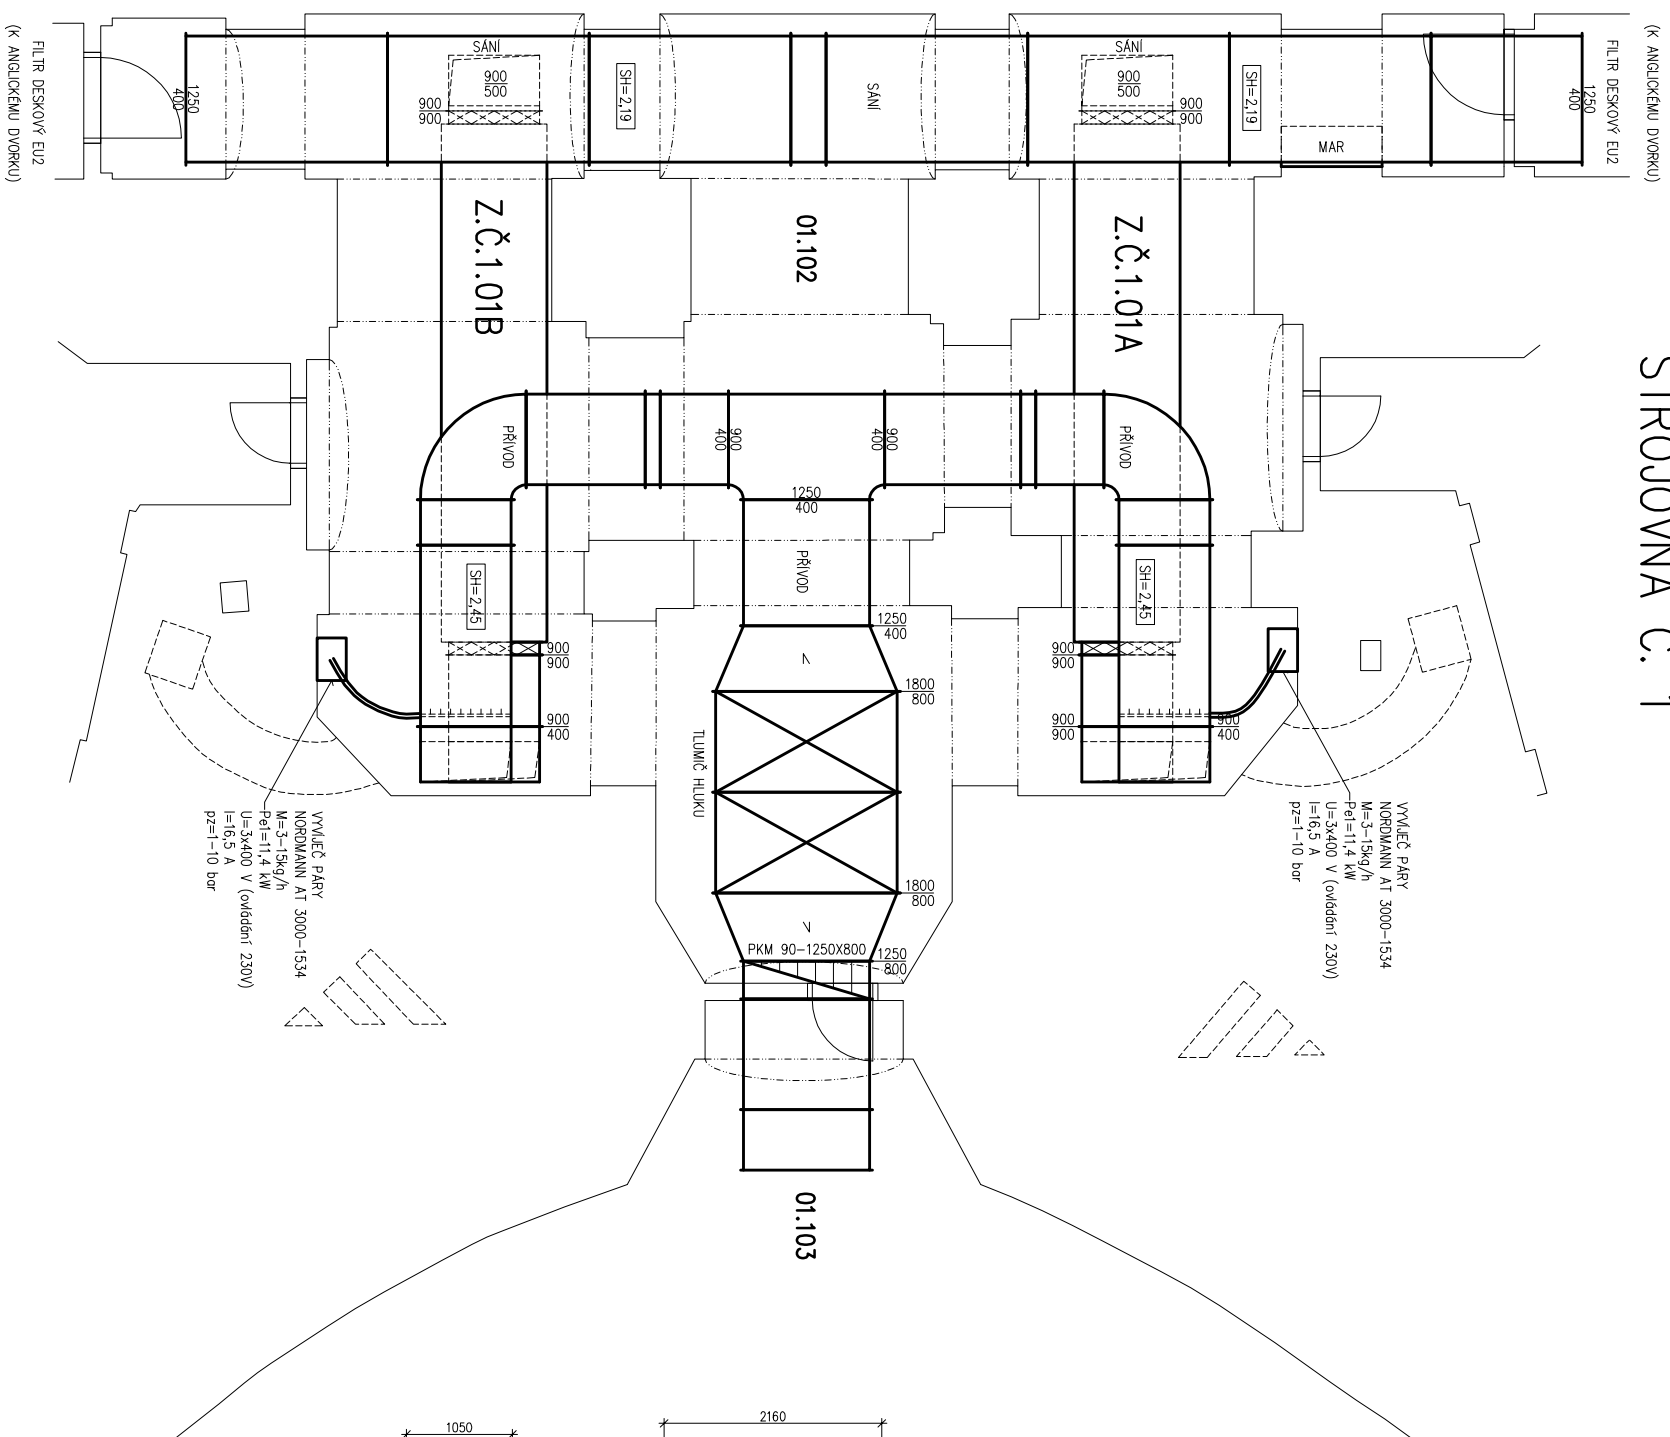 (K ANGLICKÉMU DVORKU)
FILTR DESKOVÝ EU2
1250
400
SÁNÍ
900
500
900
900
SH=2,19
SÁNÍ
SÁNÍ
900
500
900
900
SH=2,19
MAR
1250
400
FILTR DESKOVÝ EU2
(K ANGLICKÉMU DVORKU)
Z.Č.1.01B
01.102
Z.Č.1.01A
STROJOVNA Č. 1
PŘÍVOD
900
400
900
400
PŘÍVOD
1250
400
PŘÍVOD
SH=2,45
SH=2,45
1250
400
900
900
900
900
1800
800
900
400
900
900
900
400
TLUMIČ HLUKU
VYVÍJEČ PÁRY
NORDMANN AT 3000-1534
M=3-15kg/h
Pel=11,4 kW
U=3x400 V (ovládání 230V)
I=16,5 A
pz=1-10 bar
VYVÍJEČ PÁRY
NORDMANN AT 3000-1534
M=3-15kg/h
Pel=11,4 kW
U=3x400 V (ovládání 230V)
I=16,5 A
pz=1-10 bar
1800
800
PKM 90-1250X800
1250
800
01.103
2160
1050